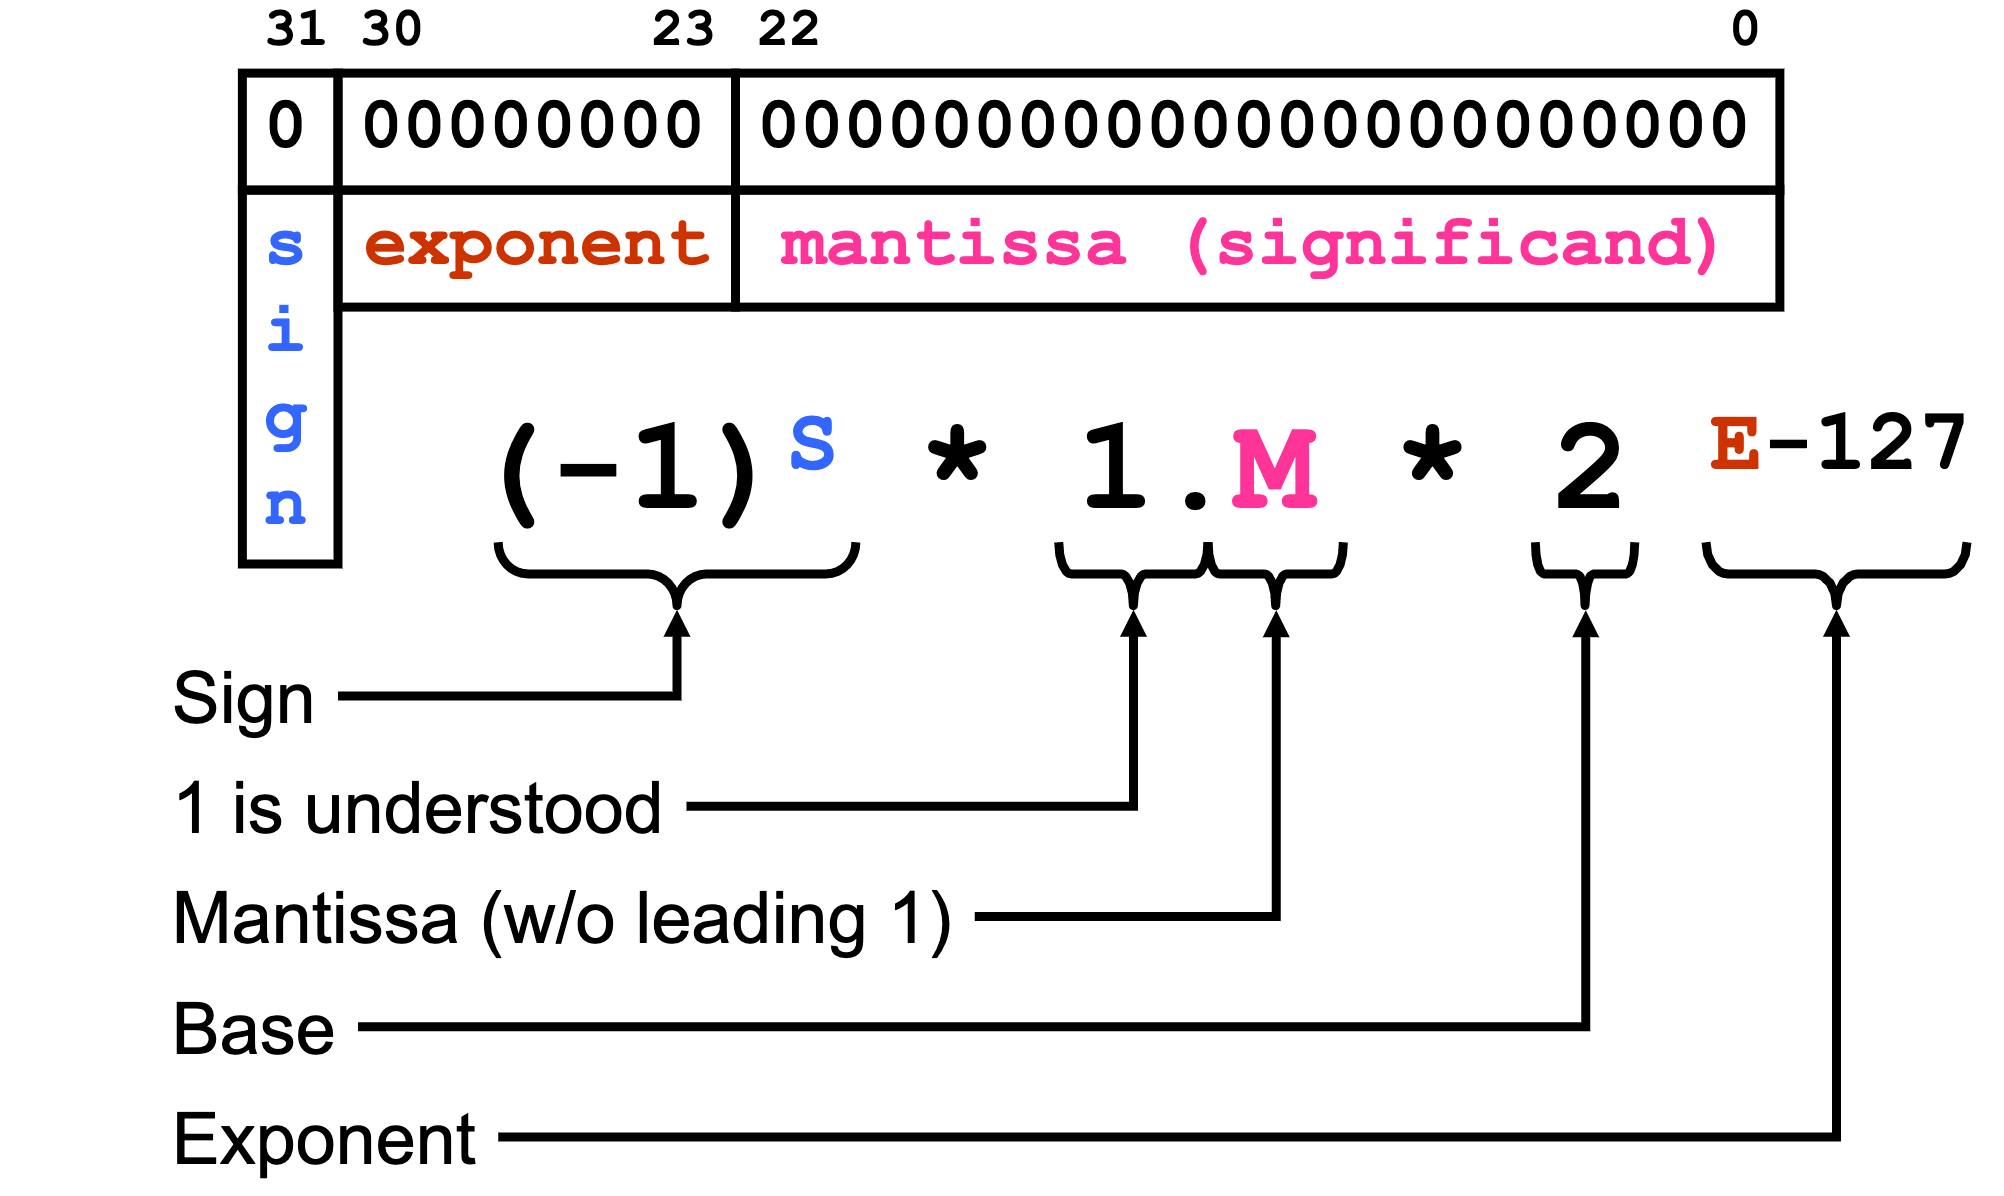 31 30 23 22 0
0 00000000 00000000000000000000000
sign exponent mantissa (significand)
(-1)S * 1.M * 2 E-127
Sign
1 is understood
Mantissa (w/o leading 1)
Base
Exponent